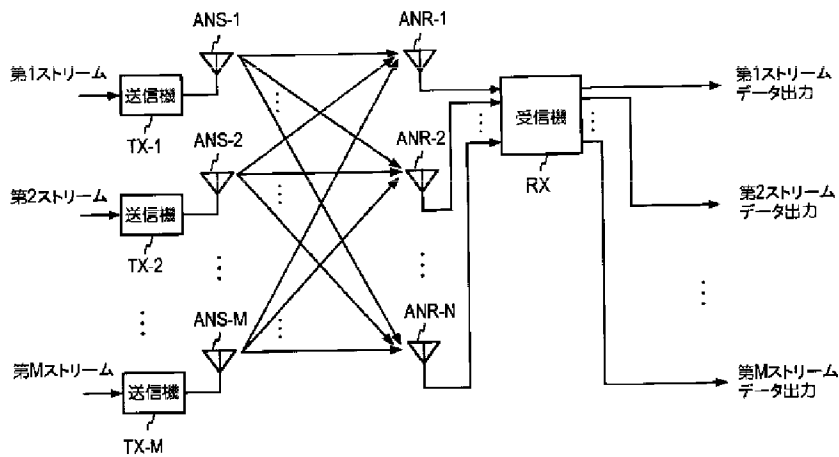 ANS-1
ANR-1
第1ストリーム
送信機
TX-1
受信機
RX
第1ストリーム
データ出力
ANS-2
ANR-2
第2ストリーム
送信機
TX-2
第2ストリーム
データ出力
ANS-M
ANR-N
第Mストリーム
送信機
TX-M
第Mストリーム
データ出力